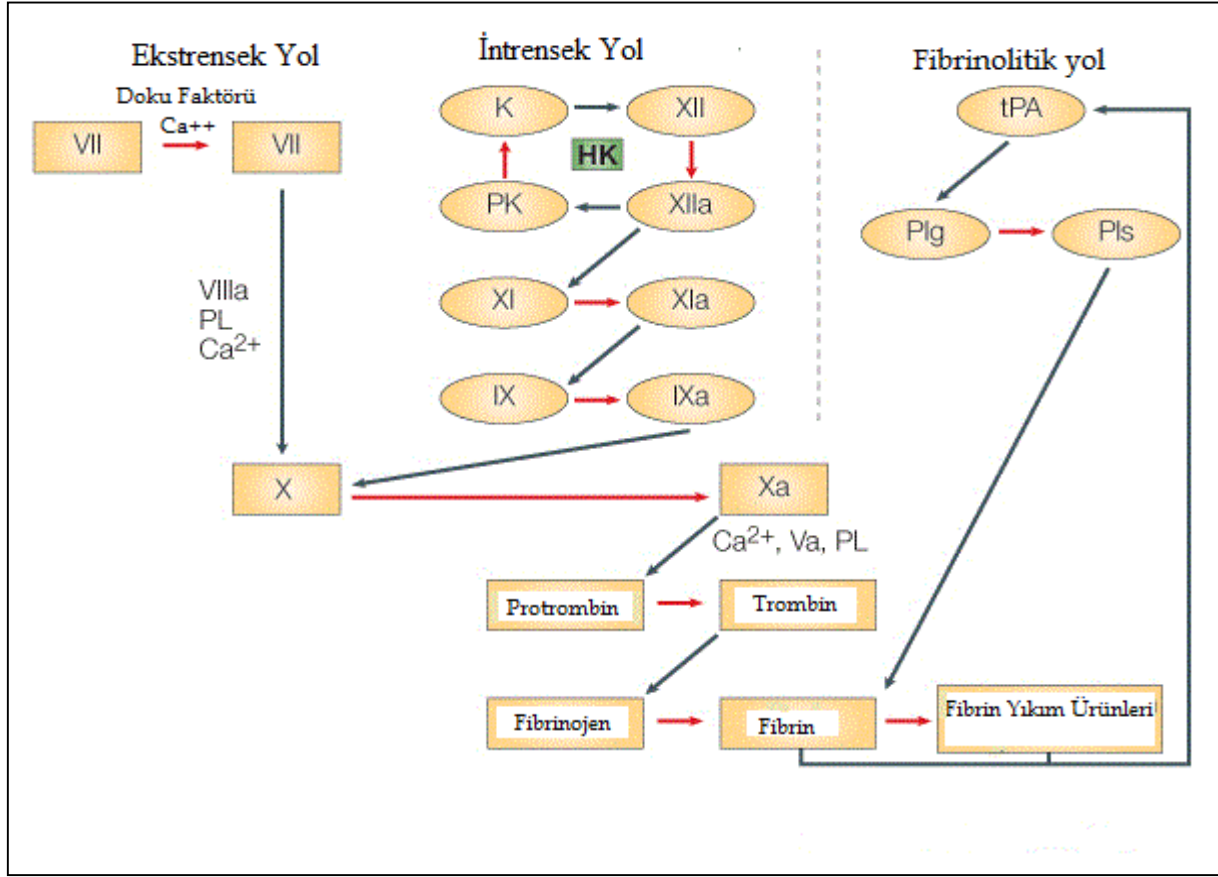 Ekstrensek Yol
Doku Faktörü
Ca++
VII
VII
VIIIa
PL
Ca2+
İntrensek Yol
K
XII
HK
PK
XIIa
XI
XIa
IX
IXa
Fibrinolitik yol
tPA
Plg
Pls
X
Xa
Ca2+, Va, PL
Protrombin
Trombin
Fibrinojen
Fibrin
Fibrin Yıkım Ürünleri